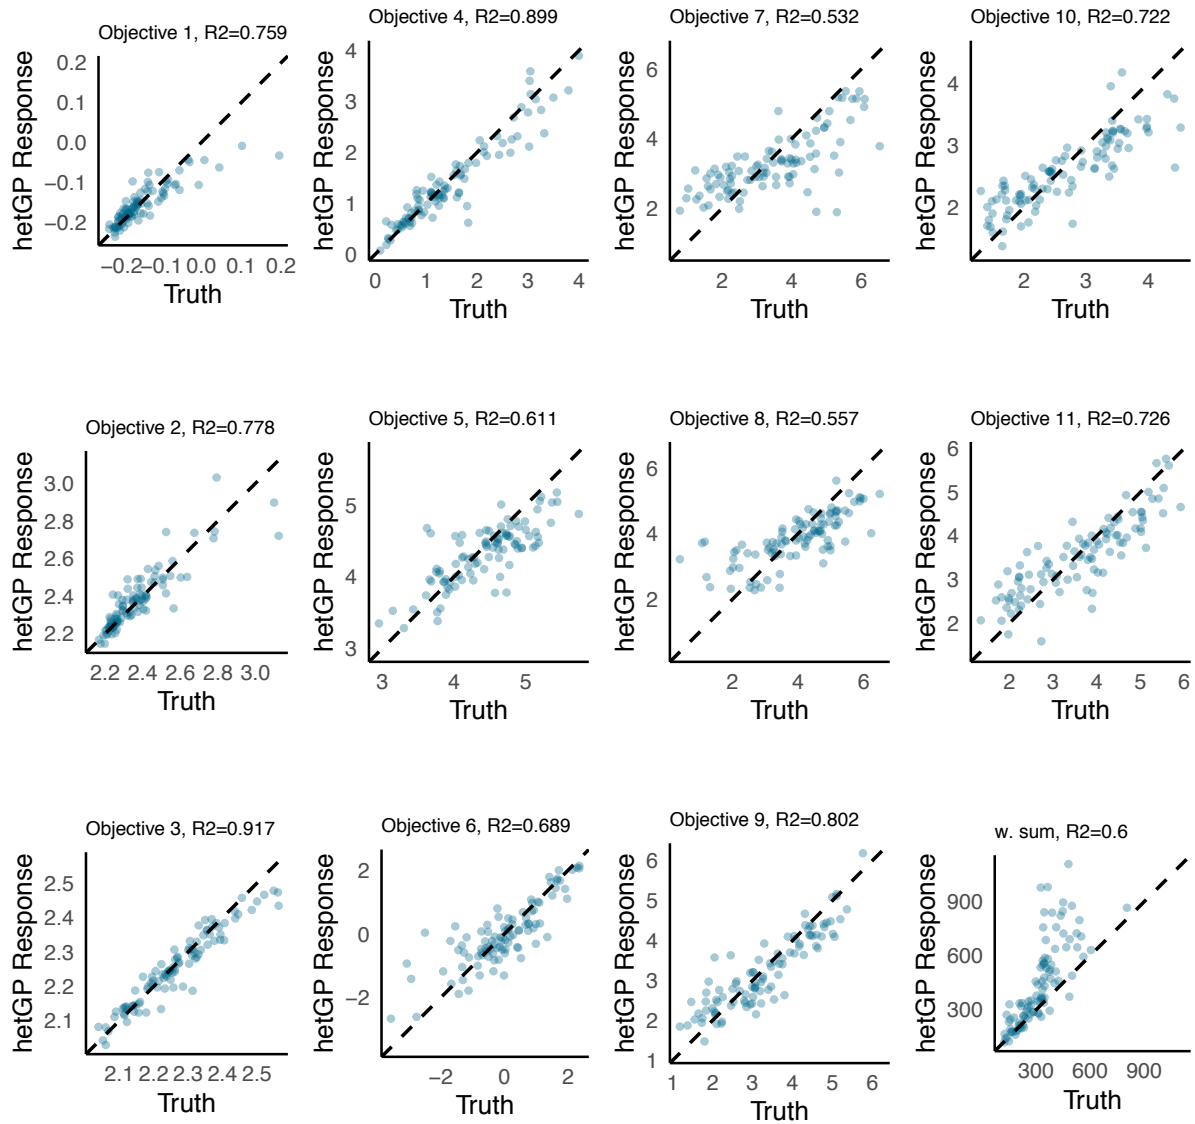 Objective 1, R2=0.759
hetGP Response
0.2
0.1
0.0
−0.1
−0.2
−0.2 −0.1 0.0 0.1 0.2
Truth
Objective 4, R2=0.899
hetGP Response
4
3
2
1
0
0 1 2 3 4
Truth
Objective 7, R2=0.532
hetGP Response
6
4
2
2 4 6
Truth
Objective 10, R2=0.722
hetGP Response
4
3
2
2 3 4
Truth
Objective 2, R2=0.778
hetGP Response
3.0
2.8
2.6
2.4
2.2
2.2 2.4 2.6 2.8 3.0
Truth
Objective 5, R2=0.611
hetGP Response
5
4
3
3 4 5
Truth
Objective 8, R2=0.557
hetGP Response
6
4
2
2 4 6
Truth
Objective 11, R2=0.726
hetGP Response
6
5
4
3
2
2 3 4 5 6
Truth
Objective 3, R2=0.917
hetGP Response
2.5
2.4
2.3
2.2
2.1
2.1 2.2 2.3 2.4 2.5
Truth
Objective 6, R2=0.689
hetGP Response
2
0
−2
−2 0 2
Truth
Objective 9, R2=0.802
hetGP Response
6
5
4
3
2
1
1 2 3 4 5 6
Truth
w. sum, R2=0.6
hetGP Response
900
600
300
300 600 900
Truth